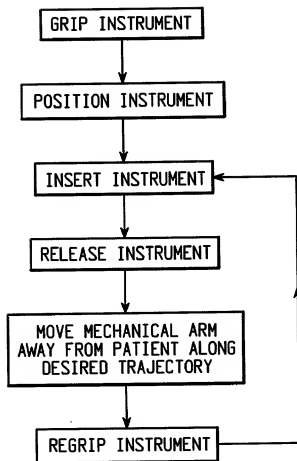 GRIP INSTRUMENT
POSITION INSTRUMENT
INSERT INSTRUMENT
RELEASE INSTRUMENT
MOVE MECHANICAL ARM
AWAY FROM PATIENT ALONG
DESIRED TRAJECTORY
REGRIP INSTRUMENT